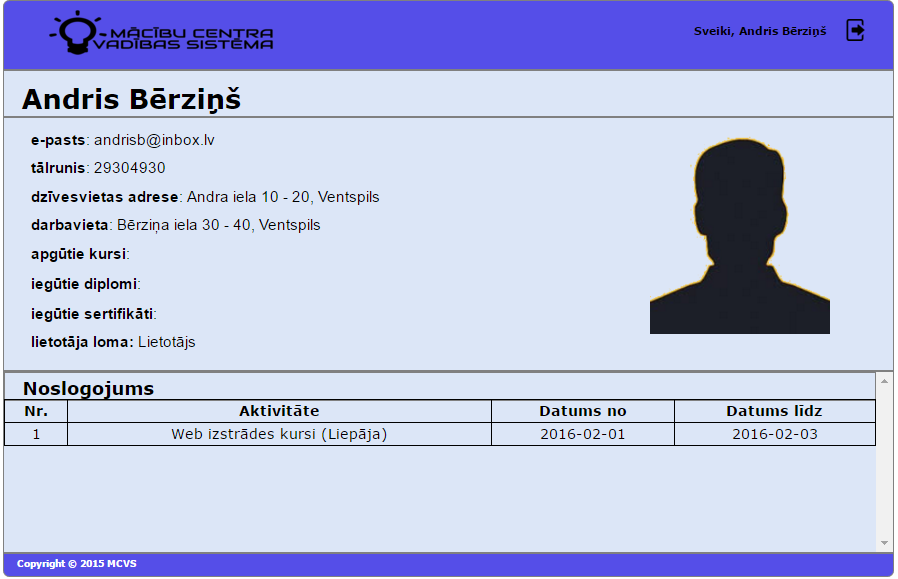 MĀCĪBU CENTRA
VADĪBAS SISTĒMA
Sveiki, Andris Bērziņš
Andris Bērziņš
e-pasts: andrisb@inbox.lv
tālrunis: 29304930
dzīvesvietas adrese: Andra iela 10 - 20, Ventspils
darbavieta: Bērziņa iela 30 - 40, Ventspils
apgūtie kursi:
iegūtie diplomi:
iegūtie sertifikāti:
lietotāja loma: Lietotājs
Noslogojums
Nr. Aktivitāte Datums no Datums līdz
1 Web izstrādes kursi (Liepāja) 2016-02-01 2016-02-03
Copyright © 2015 MCVS